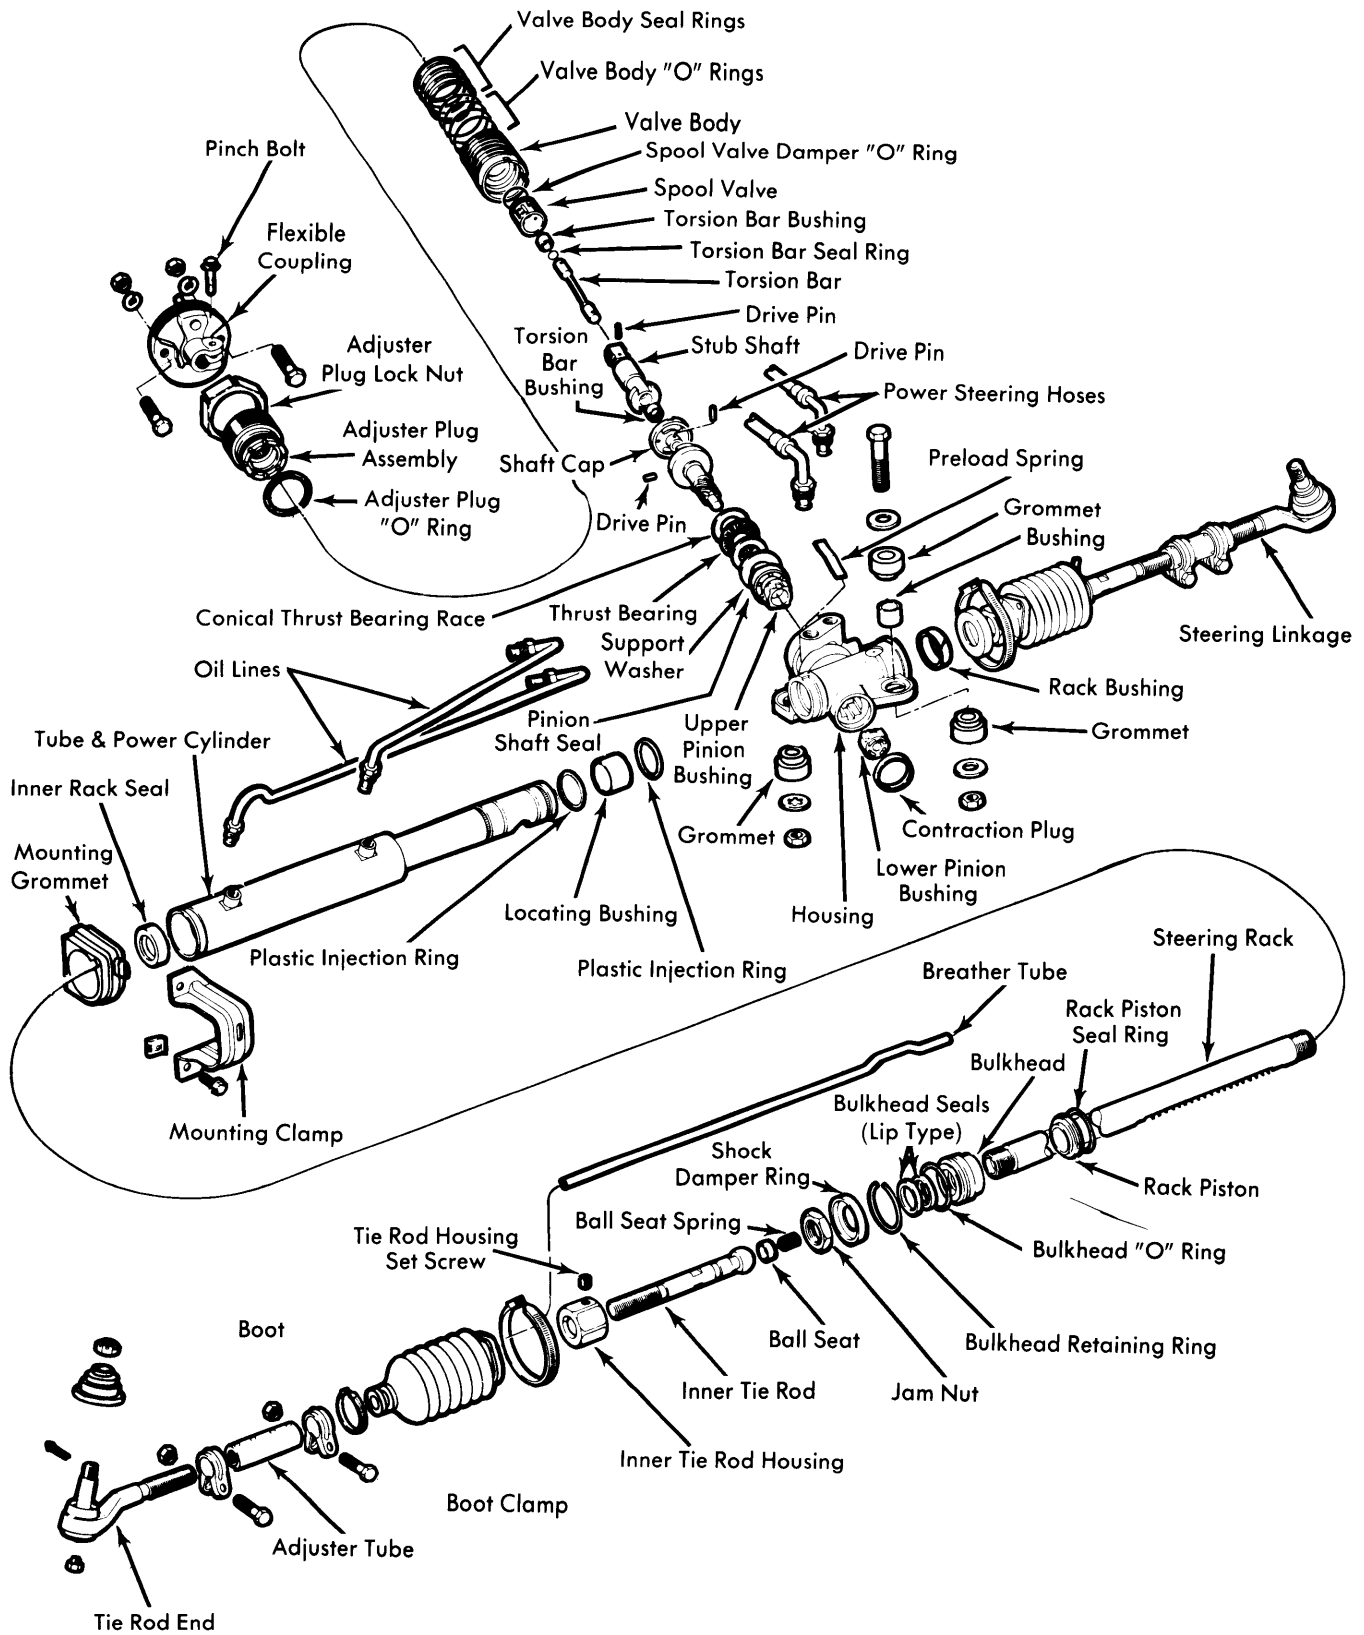 Valve Body Seal Rings
Valve Body "O" Rings
Valve Body
Spool Valve Damper "O" Ring
Spool Valve
Torsion Bar Bushing
Torsion Bar Seal Ring
Torsion Bar
Drive Pin
Stub Shaft
Drive Pin
Power Steering Hoses
Pinch Bolt
Flexible
Coupling
Adjuster
Plug Lock Nut
Adjuster Plug
Assembly
Adjuster Plug
"O" Ring
Torsion
Bar
Bushing
Shaft Cap
Drive Pin
Preload Spring
Grommet
Bushing
Steering Linkage
Rack Bushing
Grommet
Conical Thrust Bearing Race
Thrust Bearing
Support
Washer
Oil Lines
Pinion
Shaft Seal
Upper
Pinion
Bushing
Tube & Power Cylinder
Inner Rack Seal
Mounting
Grommet
Grommet
Contraction Plug
Lower Pinion
Bushing
Housing
Locating Bushing
Plastic Injection Ring
Plastic Injection Ring
Mounting Clamp
Steering Rack
Breather Tube
Rack Piston
Seal Ring
Bulkhead
Bulkhead Seals
(Lip Type)
Shock
Damper Ring
Rack Piston
Ball Seat Spring
Bulkhead "O" Ring
Tie Rod Housing
Set Screw
Boot
Ball Seat
Bulkhead Retaining Ring
Inner Tie Rod
Jam Nut
Inner Tie Rod Housing
Boot Clamp
Adjuster Tube
Tie Rod End